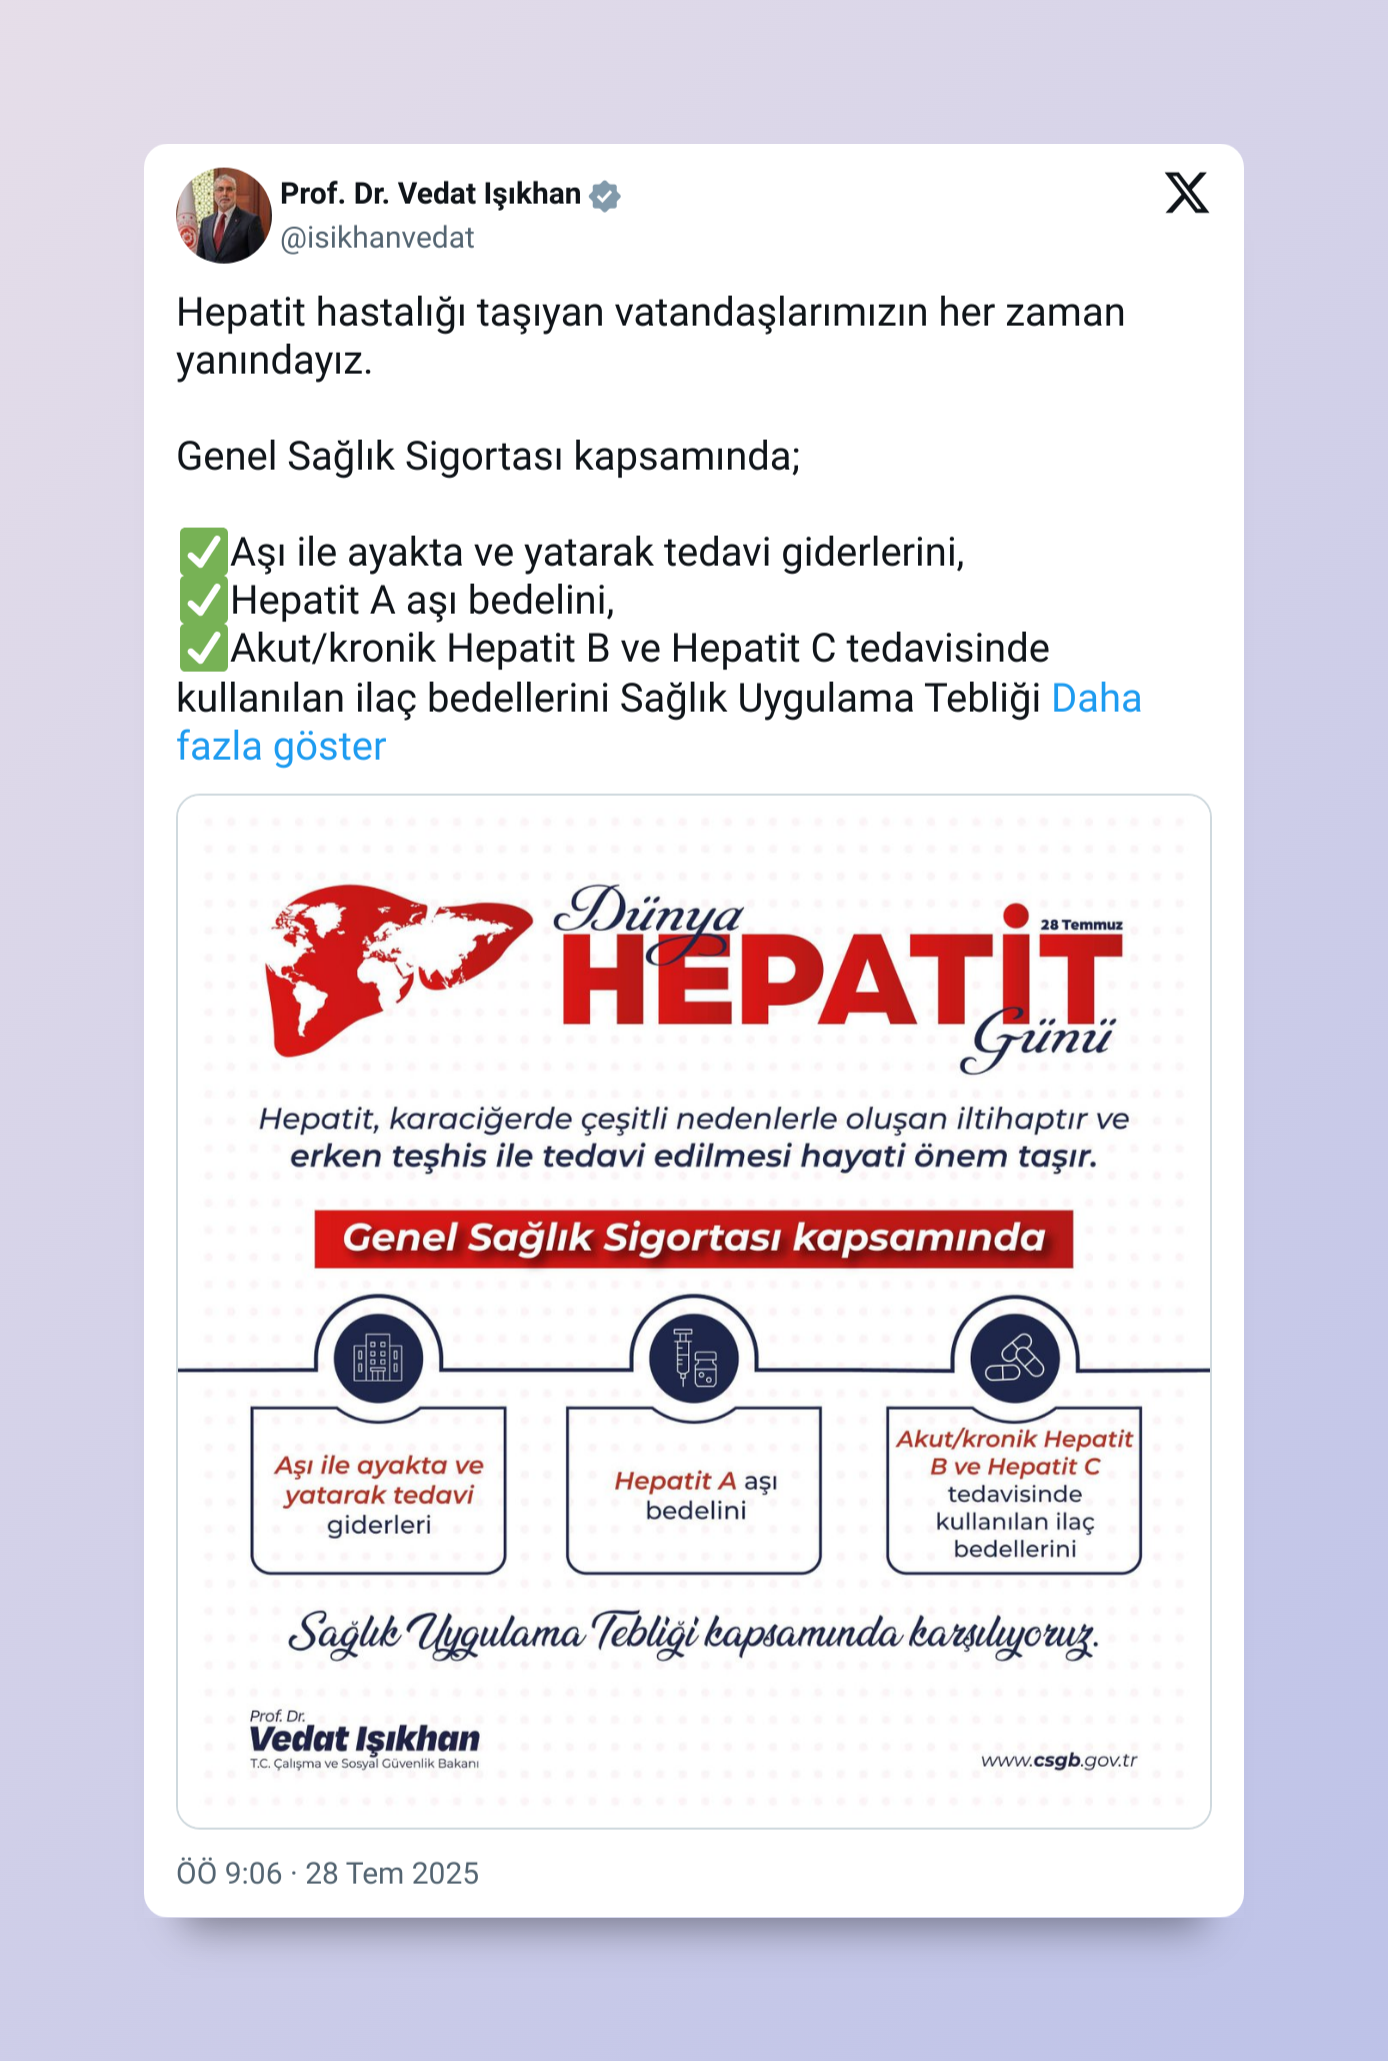 Prof. Dr. Vedat Işıkhan
@isikhanvedat
Hepatit hastalığı taşıyan vatandaşlarımızın her zaman
yanındayız.
Genel Sağlık Sigortası kapsamında;
✅Aşı ile ayakta ve yatarak tedavi giderlerini,
✅Hepatit A aşı bedelini,
✅Akut/kronik Hepatit B ve Hepatit C tedavisinde
kullanılan ilaç bedellerini Sağlık Uygulama Tebliği Daha
fazla göster
Dünya
28 Temmuz
HEPATİT
Günü
Hepatit, karaciğerde çeşitli nedenlerle oluşan iltihaptır ve
erken teşhis ile tedavi edilmesi hayati önem taşır.
Genel Sağlık Sigortası kapsamında
Aşı ile ayakta ve
yatarak tedavi
giderleri
Hepatit A aşı
bedelini
Akut/kronik Hepatit
B ve Hepatit C
tedavisinde
kullanılan ilaç
bedellerini
Sağlık Uygulama Tebliği kapsamında karşılıyoruz.
Prof. Dr.
Vedat Işıkhan
T.C. Çalışma ve Sosyal Güvenlik Bakanı
www.csgb.gov.tr
ÖÖ 9:06 · 28 Tem 2025